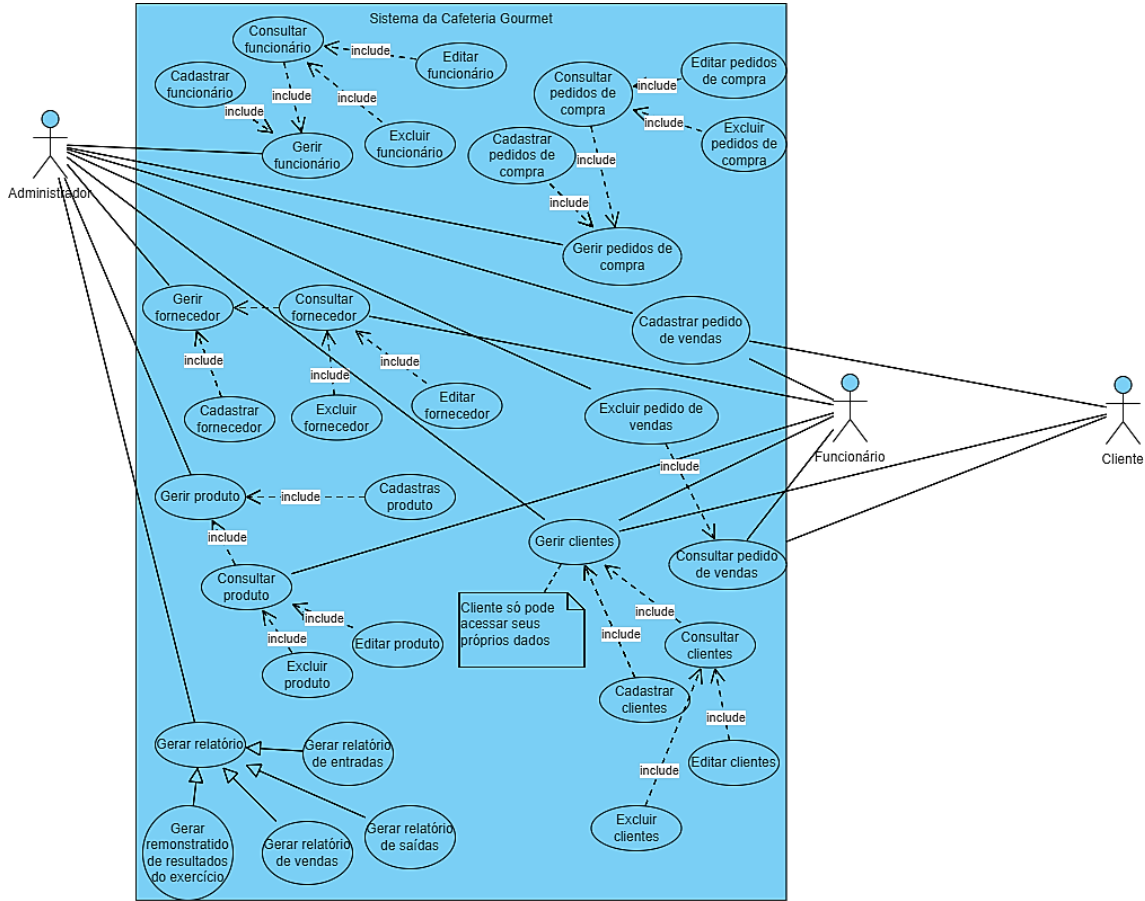 Sistema da Cafeteria Gourmet
Consultar
funcionário
include
Editar
funcionário
Cadastrar
funcionário
include
include
include
Gerir
funcionário
Excluir
funcionário
Consultar
pedidos de
compra
include
Editar pedidos
de compra
include
Excluir
pedidos de
compra
Cadastrar
pedidos de
compra
include
include
Gerir pedidos de
compra
Administrador
Gerir
fornecedor
Consultar
fornecedor
Cadastrar pedido
de vendas
include
include
include
Cadastrar
fornecedor
Excluir
fornecedor
Editar
fornecedor
Excluir pedido de
vendas
include
Funcionário
Cliente
Gerir produto
include
Cadastras
produto
include
Consultar
produto
Gerir clientes
Consultar pedido
de vendas
include
include
Excluir
produto
Editar produto
Cliente só pode
acessar seus
próprios dados
include
include
Consultar
clientes
Cadastrar
clientes
include
include
Editar clientes
Excluir
clientes
Gerar relatório
Gerar relatório
de entradas
Gerar
remonstratido
de resultados
do exercício
Gerar relatório
de vendas
Gerar relatório
de saídas